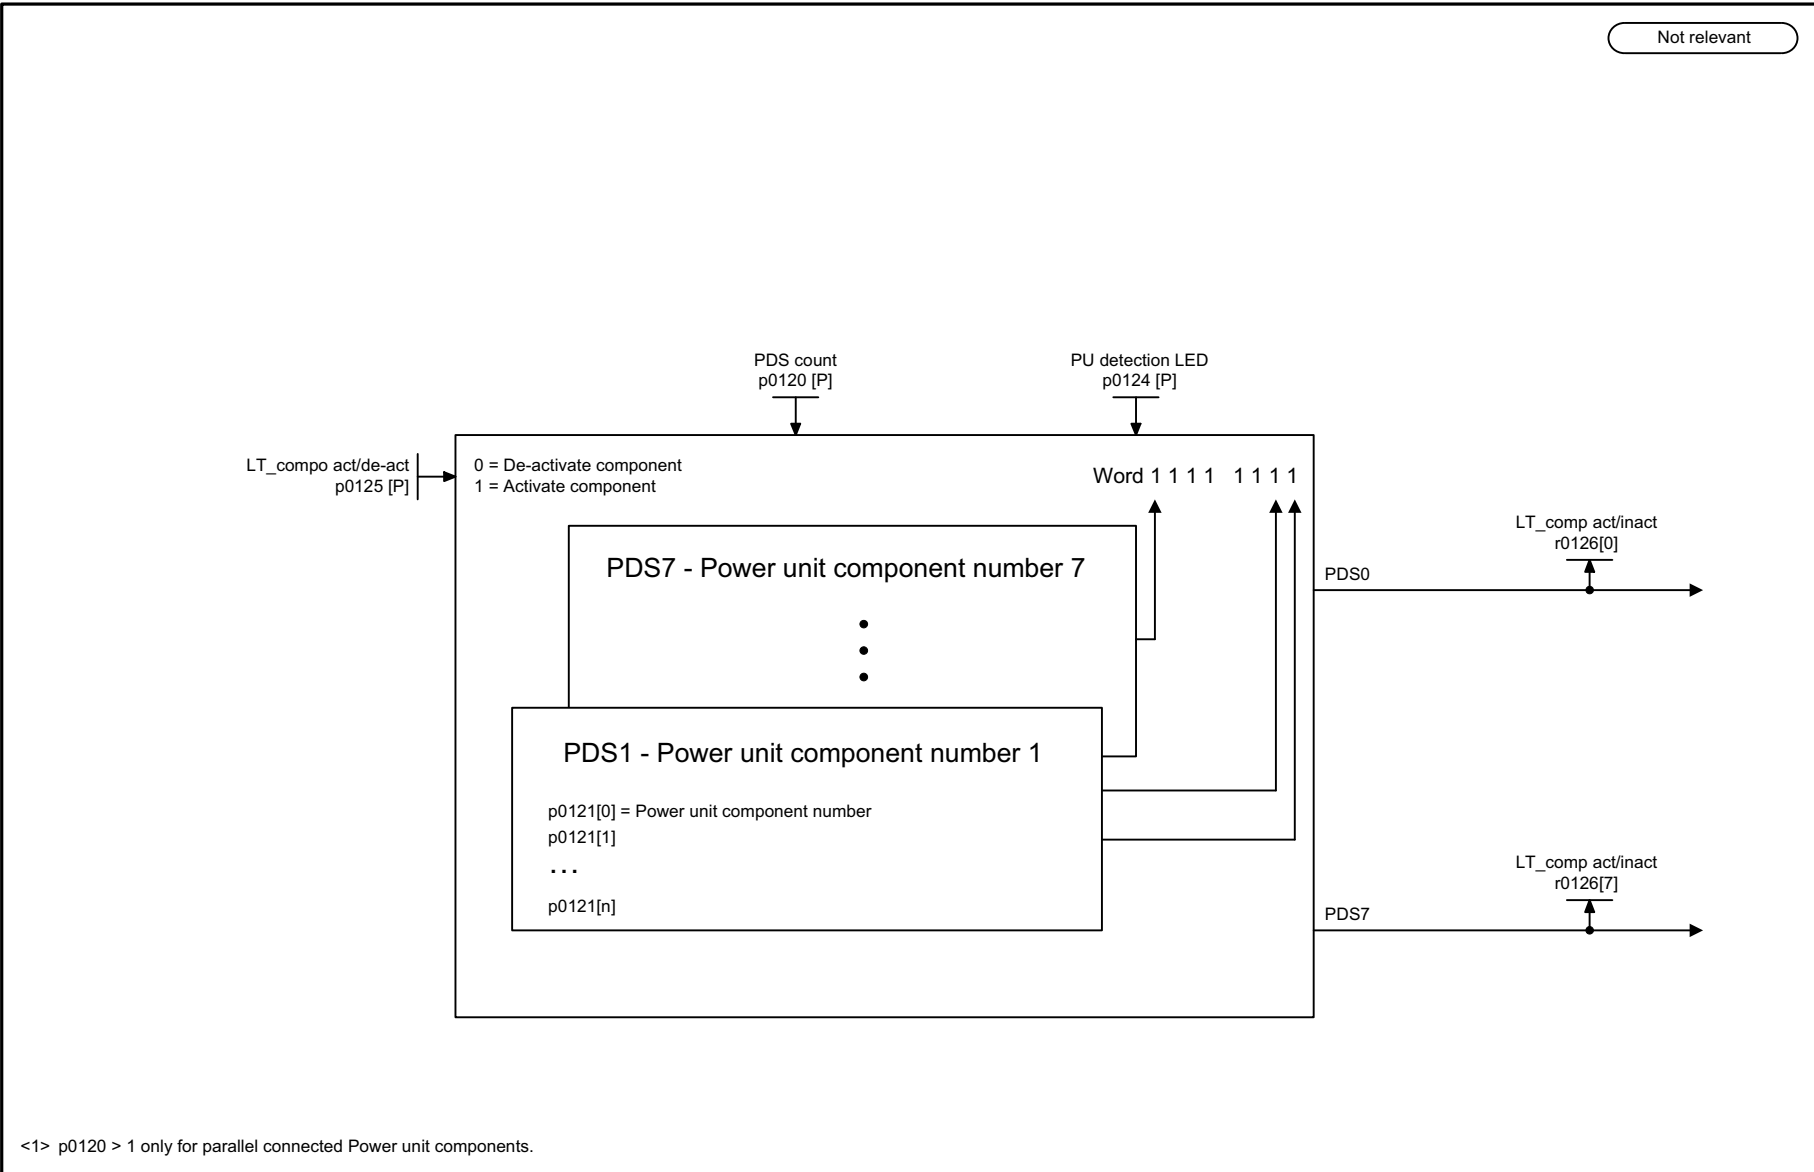 Not relevant
PDS count
p0120 [P]
PU detection LED
p0124 [P]
LT_compo act/de-act
p0125 [P]
0 = De-activate component
1 = Activate component
Word 1 1 1 1 1 1 1 1
PDS7 - Power unit component number 7
PDS1 - Power unit component number 1
p0121[0] = Power unit component number
p0121[1]
...
p0121[n]
LT_comp act/inact
r0126[0]
PDS0
LT_comp act/inact
r0126[7]
PDS7
<1> p0120 > 1 only for parallel connected Power unit components.